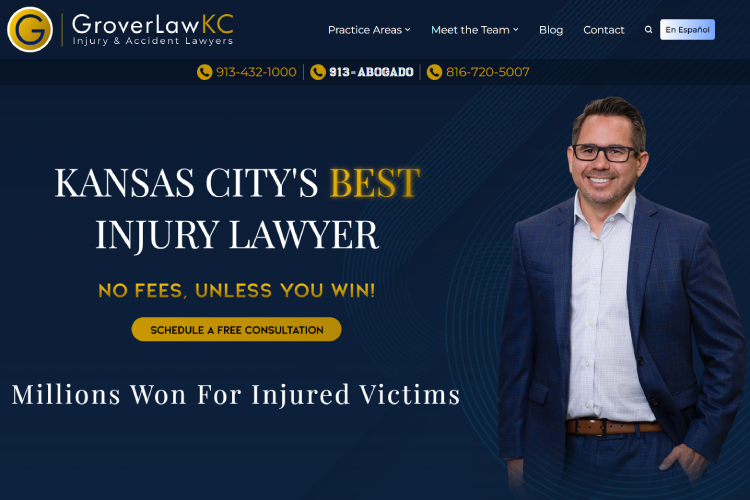 GroverLawKC
Injury & Accident Lawyers
Practice Areas
Meet the Team
Blog
Contact
En Español
913-432-1000
913-ABOGADO
816-720-5007
KANSAS CITY'S BEST
INJURY LAWYER
NO FEES, UNLESS YOU WIN!
SCHEDULE A FREE CONSULTATION
Millions Won For Injured Victims